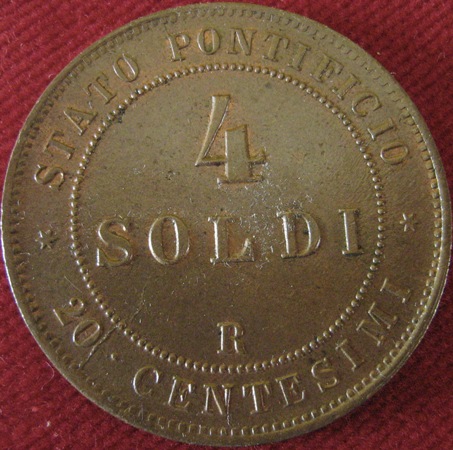 STATO PONTIFICIO
4
SOLDI
R
* 20 · CENTESIMI *